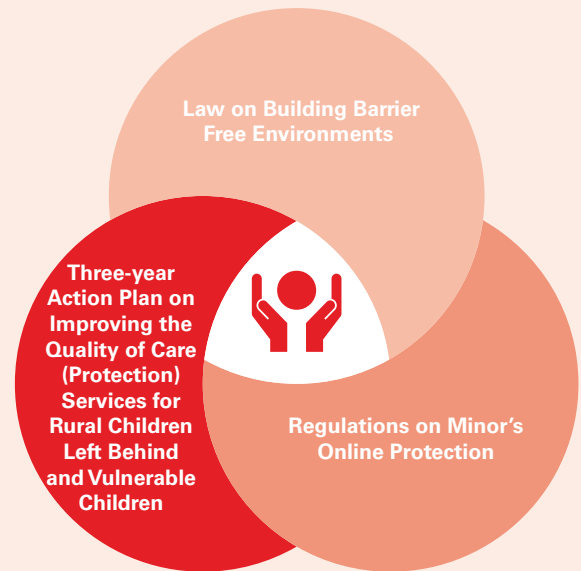 Law on Building Barrier
Free Environments
Three-year
Action Plan on
Improving the
Quality of Care
(Protection)
Services for
Rural Children
Left Behind
and Vulnerable
Children
Regulations on Minor's
Online Protection